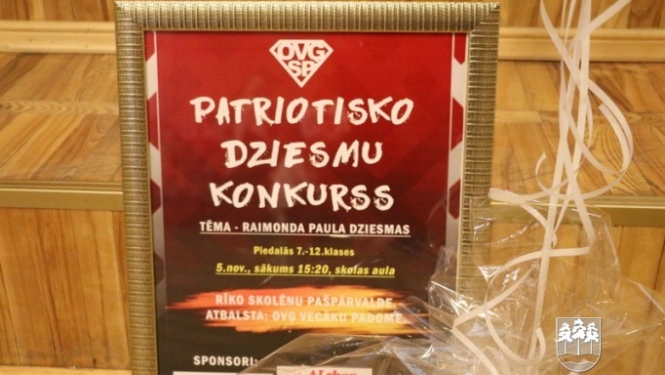 OVG
SP
PATRIOTISKO
DZIESMU
KONKURSS
TĒMA - RAIMONDA PAULA DZIESMAS
Piedalās 7.-12.klases
5.nov., sākums 15:20, skolas aula
RĪKO SKOLĒNU PAŠPĀRVALDE.
ATBALSTA: OVG VECĀKU PADOME.
SPONSORI: